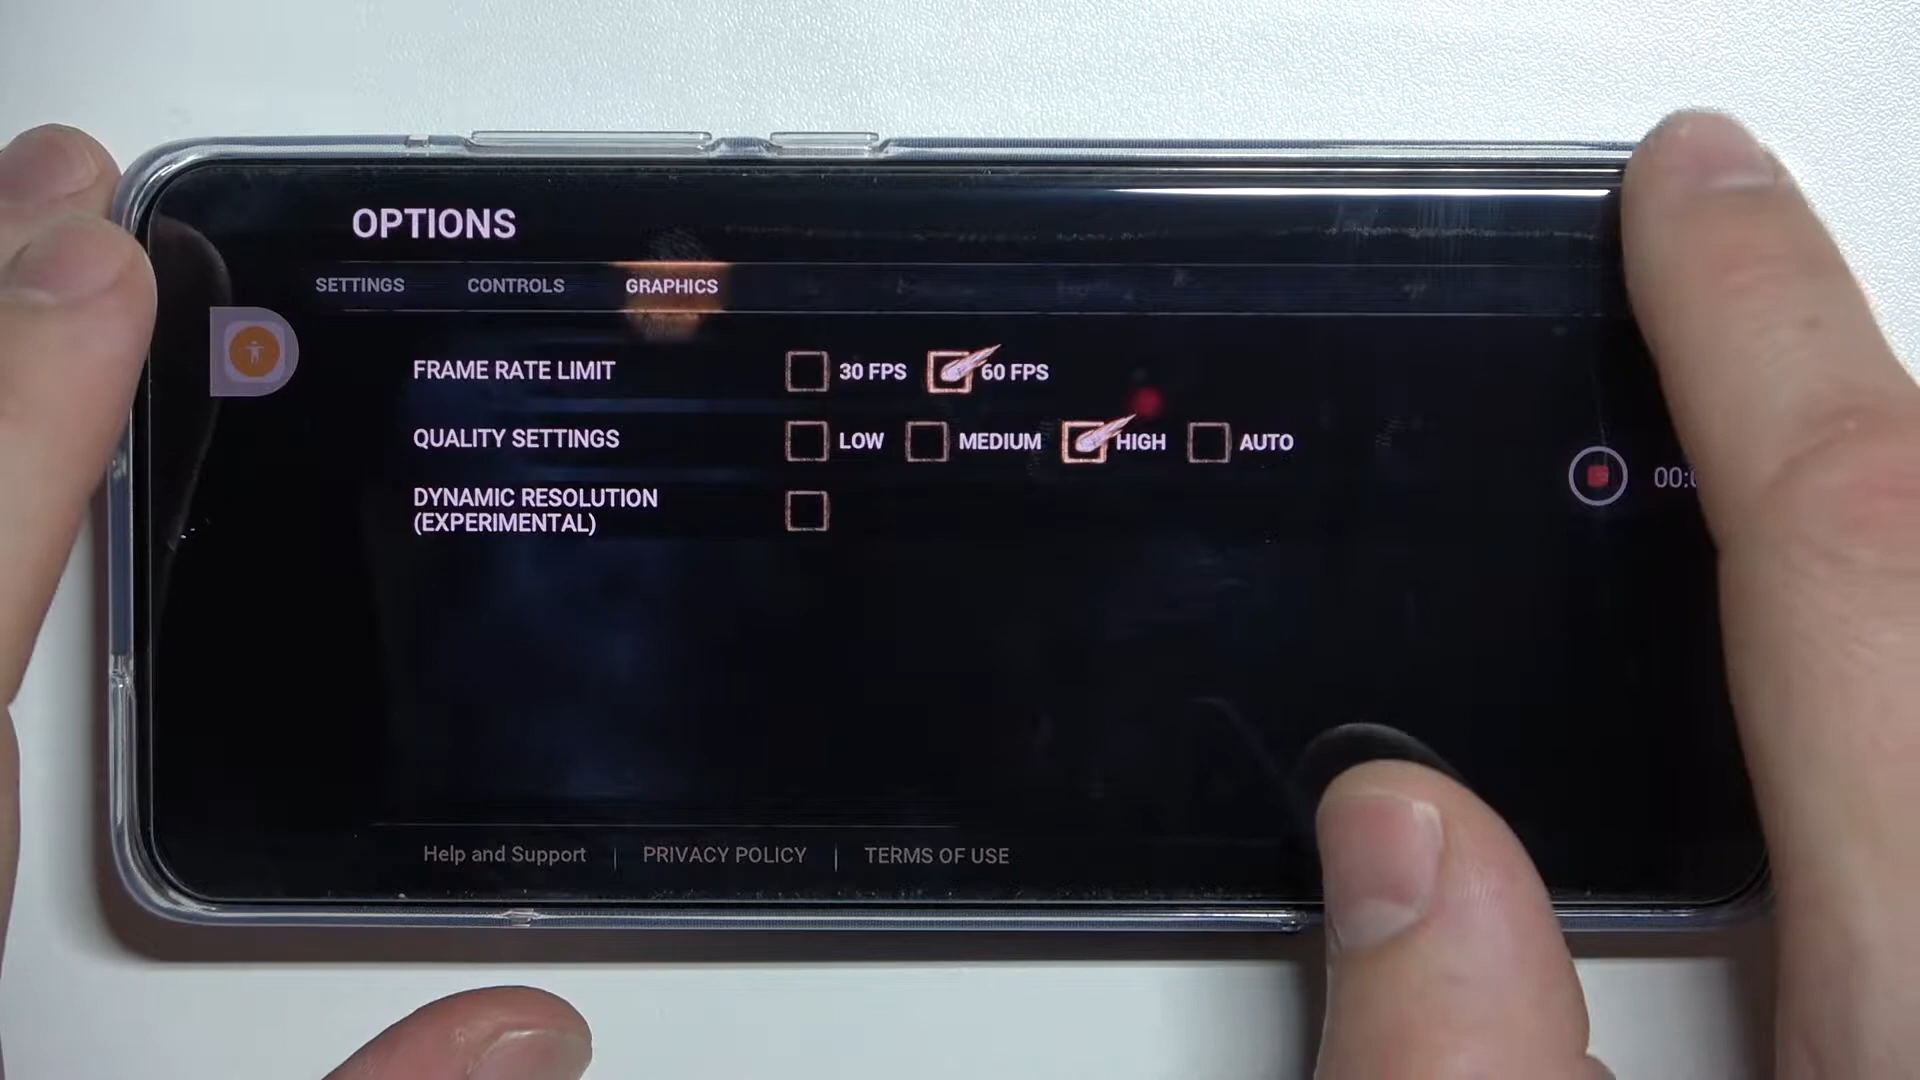 OPTIONS
SETTINGS CONTROLS GRAPHICS
FRAME RATE LIMIT 30 FPS 60 FPS
QUALITY SETTINGS LOW MEDIUM HIGH AUTO
DYNAMIC RESOLUTION
(EXPERIMENTAL)
00:
Help and Support | PRIVACY POLICY | TERMS OF USE